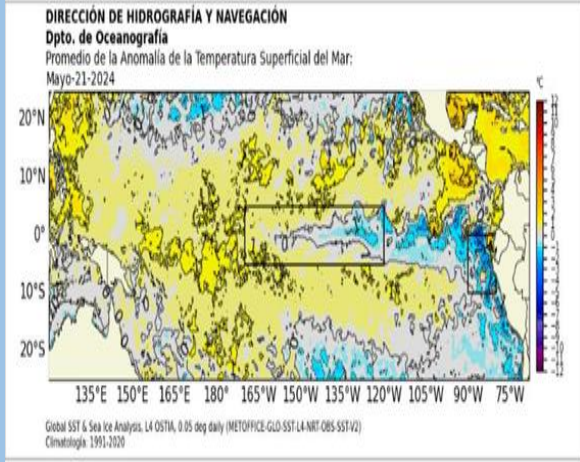 DIRECCIÓN DE HIDROGRAFÍA Y NAVEGACIÓN
Dpto. de Oceanografía
Promedio de la Anomalía de la Temperatura Superficial del Mar:
Mayo-21-2024
°C
20°N
10°N
0°
10°S
20°S
135°E 150°E 165°E 180° 165°W 150°W 135°W 120°W 105°W 90°W 75°W
Global SST & Sea Ice Analysis, L4 OSTIA, 0.05 deg daily (METOFFICE-GLO-SST-L4-NRT-OBS-SST-V2)
Climatología: 1991-2020